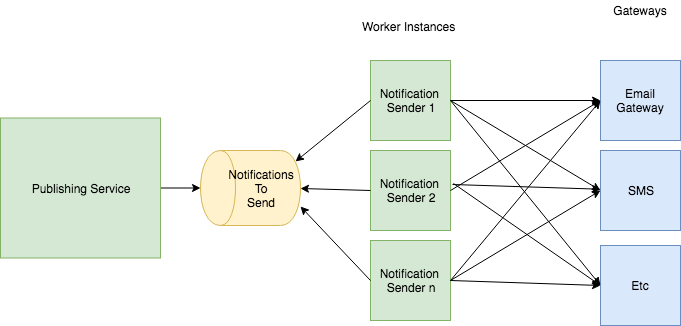 Gateways
Worker Instances
Publishing Service
Notifications
To
Send
Notification
Sender 1
Notification
Sender 2
Notification
Sender n
Email
Gateway
SMS
Etc